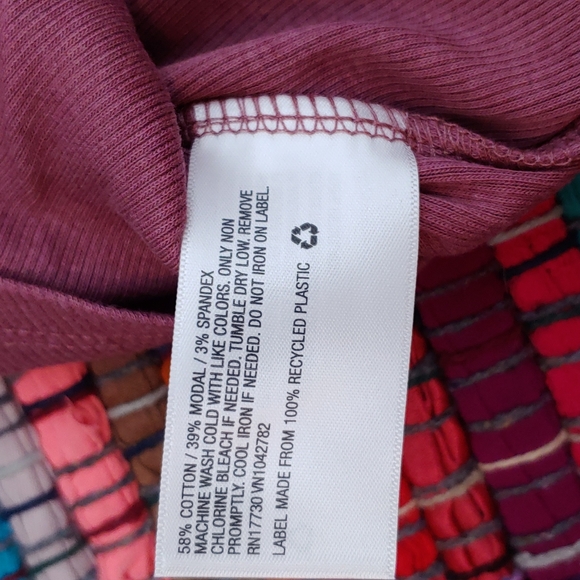 58% COTTON / 39% MODAL / 3% SPANDEX
MACHINE WASH COLD WITH LIKE COLORS. ONLY NON
CHLORINE BLEACH IF NEEDED. TUMBLE DRY LOW. REMOVE
PROMPTLY. COOL IRON IF NEEDED. DO NOT IRON ON LABEL.
RN17730 VN1042782
LABEL MADE FROM 100% RECYCLED PLASTIC